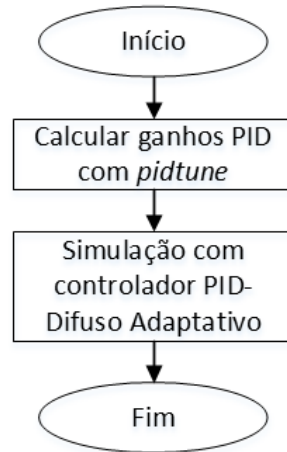 Início
Calcular ganhos PID
com pidtune
Simulação com
controlador PID-
Difuso Adaptativo
Fim